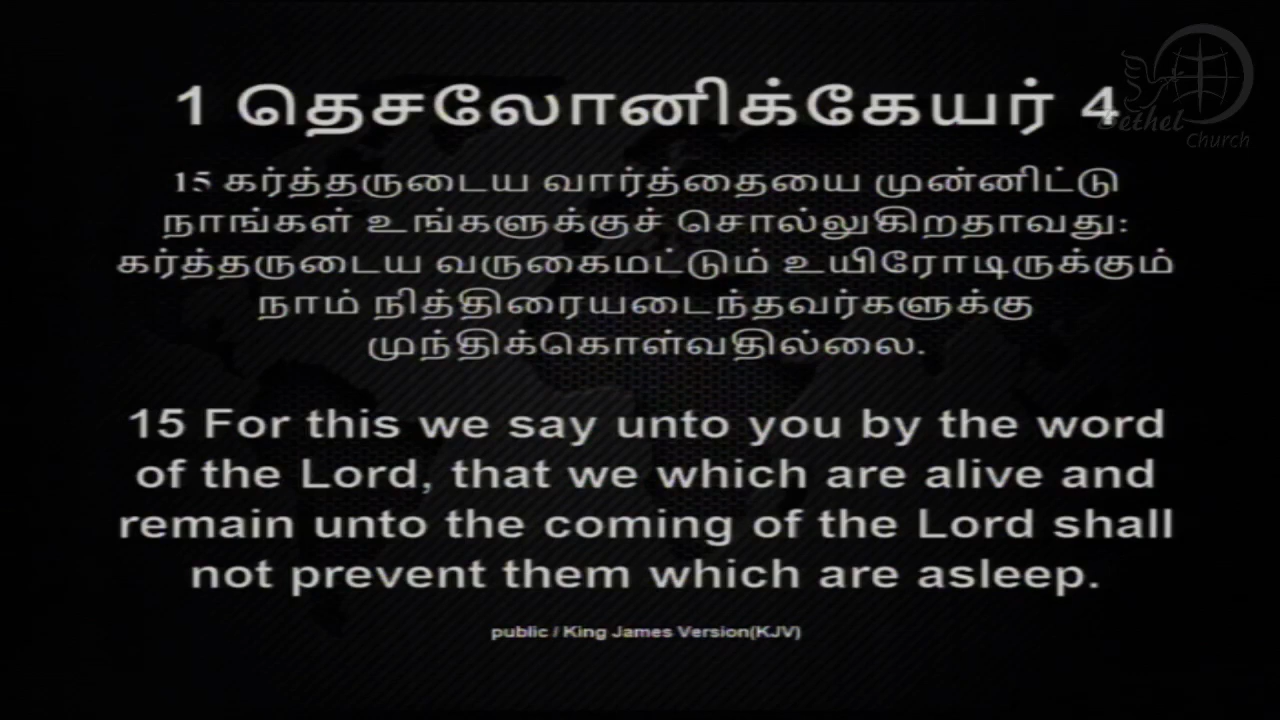 1 தெசலோனிக்கேயர் 4
Bethel
Church
15 கர்த்தருடைய வார்த்தையை முன்னிட்டு
நாங்கள் உங்களுக்குச் சொல்லுகிறதாவது:
கர்த்தருடைய வருகைமட்டும் உயிரோடிருக்கும்
நாம் நித்திரையடைந்தவர்களுக்கு
முந்திக்கொள்வதில்லை.
15 For this we say unto you by the word
of the Lord, that we which are alive and
remain unto the coming of the Lord shall
not prevent them which are asleep.
public / King James Version(KJV)